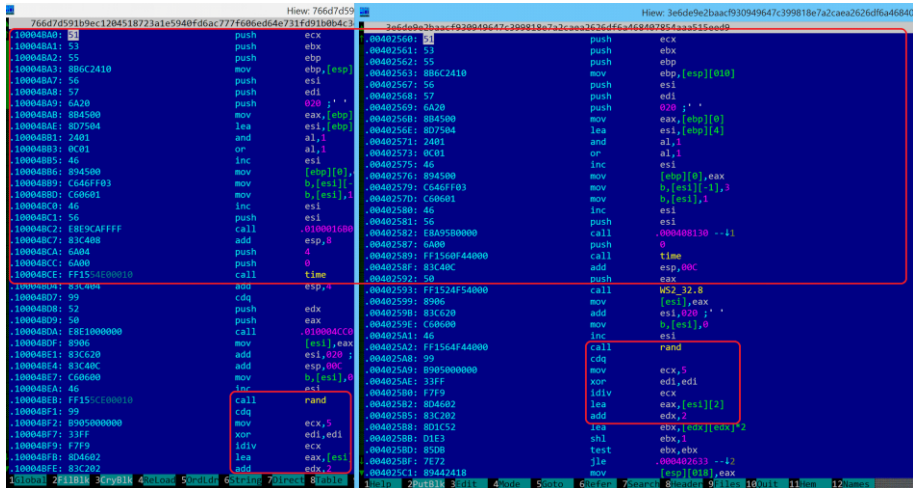 Hiew: 766d7d59
766d7d591b9ec1204518723a1e5940fd6ac777f606ed64e731fd91b0b4c3
.10004BA0: 51 push ecx
.10004BA1: 53 push ebx
.10004BA2: 55 push ebp
.10004BA3: 8B6C2410 mov ebp,[esp]
.10004BA7: 56 push esi
.10004BA8: 57 push edi
.10004BA9: 6A20 push 020 ;' '
.10004BAB: 8B4500 mov eax,[ebp]
.10004BAE: 8D7504 lea esi,[ebp]
.10004BB1: 2401 and al,1
.10004BB3: 0C01 or al,1
.10004BB5: 46 inc esi
.10004BB6: 894500 mov [ebp][0],
.10004BB9: C646FF03 mov b,[esi][-
.10004BBD: C60601 mov b,[esi],1
.10004BC0: 46 inc esi
.10004BC1: 56 push esi
.10004BC2: E8E9CAFFFF call .0100016B0
.10004BC7: 83C408 add esp,8
.10004BCA: 6A04 push 4
.10004BCC: 6A00 push 0
.10004BCE: FF1554E00010 call time
.10004BD4: 83C404 add esp,4
.10004BD7: 99 cdq
.10004BD8: 52 push edx
.10004BD9: 50 push eax
.10004BDA: E8E1000000 call .010004CC0
.10004BDF: 8906 mov [esi],eax
.10004BE1: 83C620 add esi,020 ;
.10004BE4: 83C40C add esp,00C
.10004BE7: C60600 mov b,[esi],0
.10004BEA: 46 inc esi
.10004BEB: FF155CE00010 call rand
.10004BF1: 99 cdq
.10004BF2: B905000000 mov ecx,5
.10004BF7: 33FF xor edi,edi
.10004BF9: F7F9 idiv ecx
.10004BFB: 8D4602 lea eax,[esi]
.10004BFE: 83C202 add edx,2
1Global 2FilBlk 3CryBlk 4ReLoad 5OrdLdr 6String 7Direct 8Table
Hiew: 3e6de9e2baacf930949647c399818e7a2caea2626df6a46840
3e6de9e2baacf930949647c399818e7a2caea2626df6a468407854aaa515eed9
.00402560: 51 push ecx
.00402561: 53 push ebx
.00402562: 55 push ebp
.00402563: 8B6C2410 mov ebp,[esp][010]
.00402567: 56 push esi
.00402568: 57 push edi
.00402569: 6A20 push 020 ;' '
.0040256B: 8B4500 mov eax,[ebp][0]
.0040256E: 8D7504 lea esi,[ebp][4]
.00402571: 2401 and al,1
.00402573: 0C01 or al,1
.00402575: 46 inc esi
.00402576: 894500 mov [ebp][0],eax
.00402579: C646FF03 mov b,[esi][-1],3
.0040257D: C60601 mov b,[esi],1
.00402580: 46 inc esi
.00402581: 56 push esi
.00402582: E8A95B0000 call .000408130 --↓1
.00402587: 6A00 push 0
.00402589: FF1560F44000 call time
.0040258F: 83C40C add esp,00C
.00402592: 50 push eax
.00402593: FF1524F54000 call WS2_32.8
.00402599: 8906 mov [esi],eax
.0040259B: 83C620 add esi,020 ;' '
.0040259E: C60600 mov b,[esi],0
.004025A1: 46 inc esi
.004025A2: FF1564F44000 call rand
.004025A8: 99 cdq
.004025A9: B905000000 mov ecx,5
.004025AE: 33FF xor edi,edi
.004025B0: F7F9 idiv ecx
.004025B2: 8D4602 lea eax,[esi][2]
.004025B5: 83C202 add edx,2
.004025B8: 8D1C52 lea ebx,[edx][edx]*2
.004025BB: D1E3 shl ebx,1
.004025BD: 85DB test ebx,ebx
.004025BF: 7E72 jle .000402633 --↓2
.004025C1: 89442418 mov [esp][018],eax
1Help 2PutBlk 3Edit 4Mode 5Goto 6Refer 7Search 8Header 9Files 10Quit 11Hem 12Names